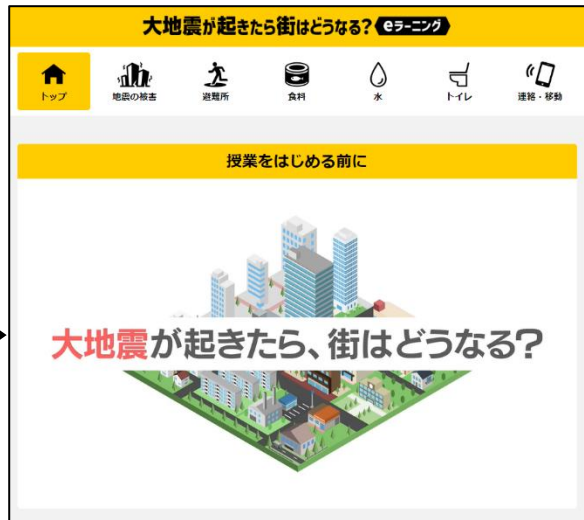 大地震が起きたら街はどうなる? eラーニング
トップ
地震の被害
避難所
食料
水
トイレ
連絡・移動
授業をはじめる前に
大地震が起きたら、街はどうなる?